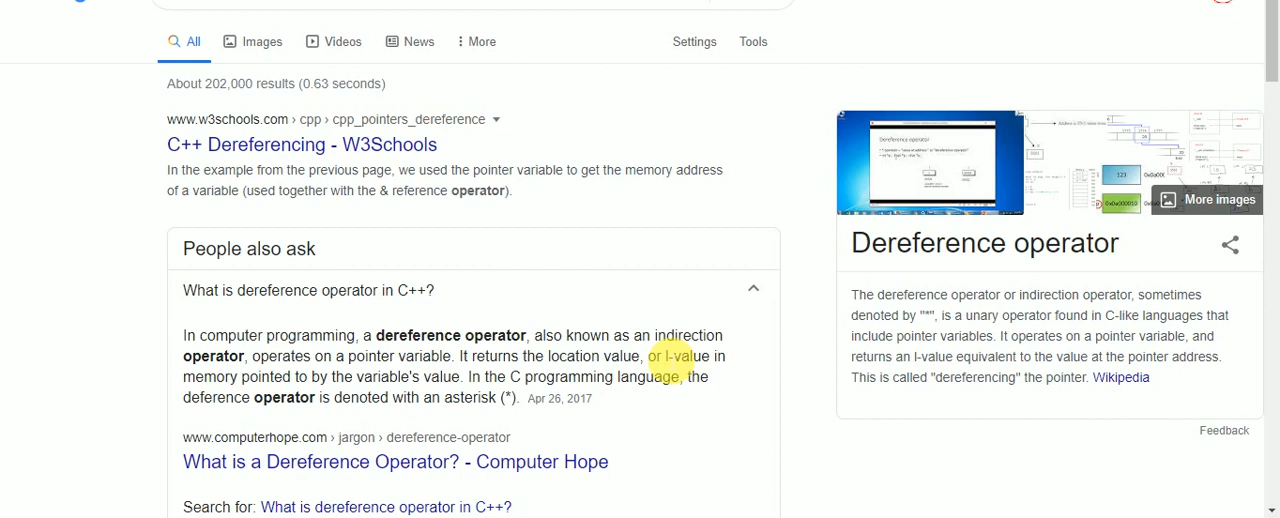 All Images Videos News More Settings Tools
About 202,000 results (0.63 seconds)
www.w3schools.com › cpp › cpp_pointers_dereference
C++ Dereferencing - W3Schools
In the example from the previous page, we used the pointer variable to get the memory address
of a variable (used together with the & reference operator).
People also ask
What is dereference operator in C++?
In computer programming, a dereference operator, also known as an indirection
operator, operates on a pointer variable. It returns the location value, or l-value in
memory pointed to by the variable's value. In the C programming language, the
deference operator is denoted with an asterisk (*). Apr 26, 2017
www.computerhope.com › jargon › dereference-operator
What is a Dereference Operator? - Computer Hope
Search for: What is dereference operator in C++?
Dereference operator
123
0x0a000010
More images
Dereference operator
The dereference operator or indirection operator, sometimes
denoted by "*", is a unary operator found in C-like languages that
include pointer variables. It operates on a pointer variable, and
returns an l-value equivalent to the value at the pointer address.
This is called "dereferencing" the pointer. Wikipedia
Feedback